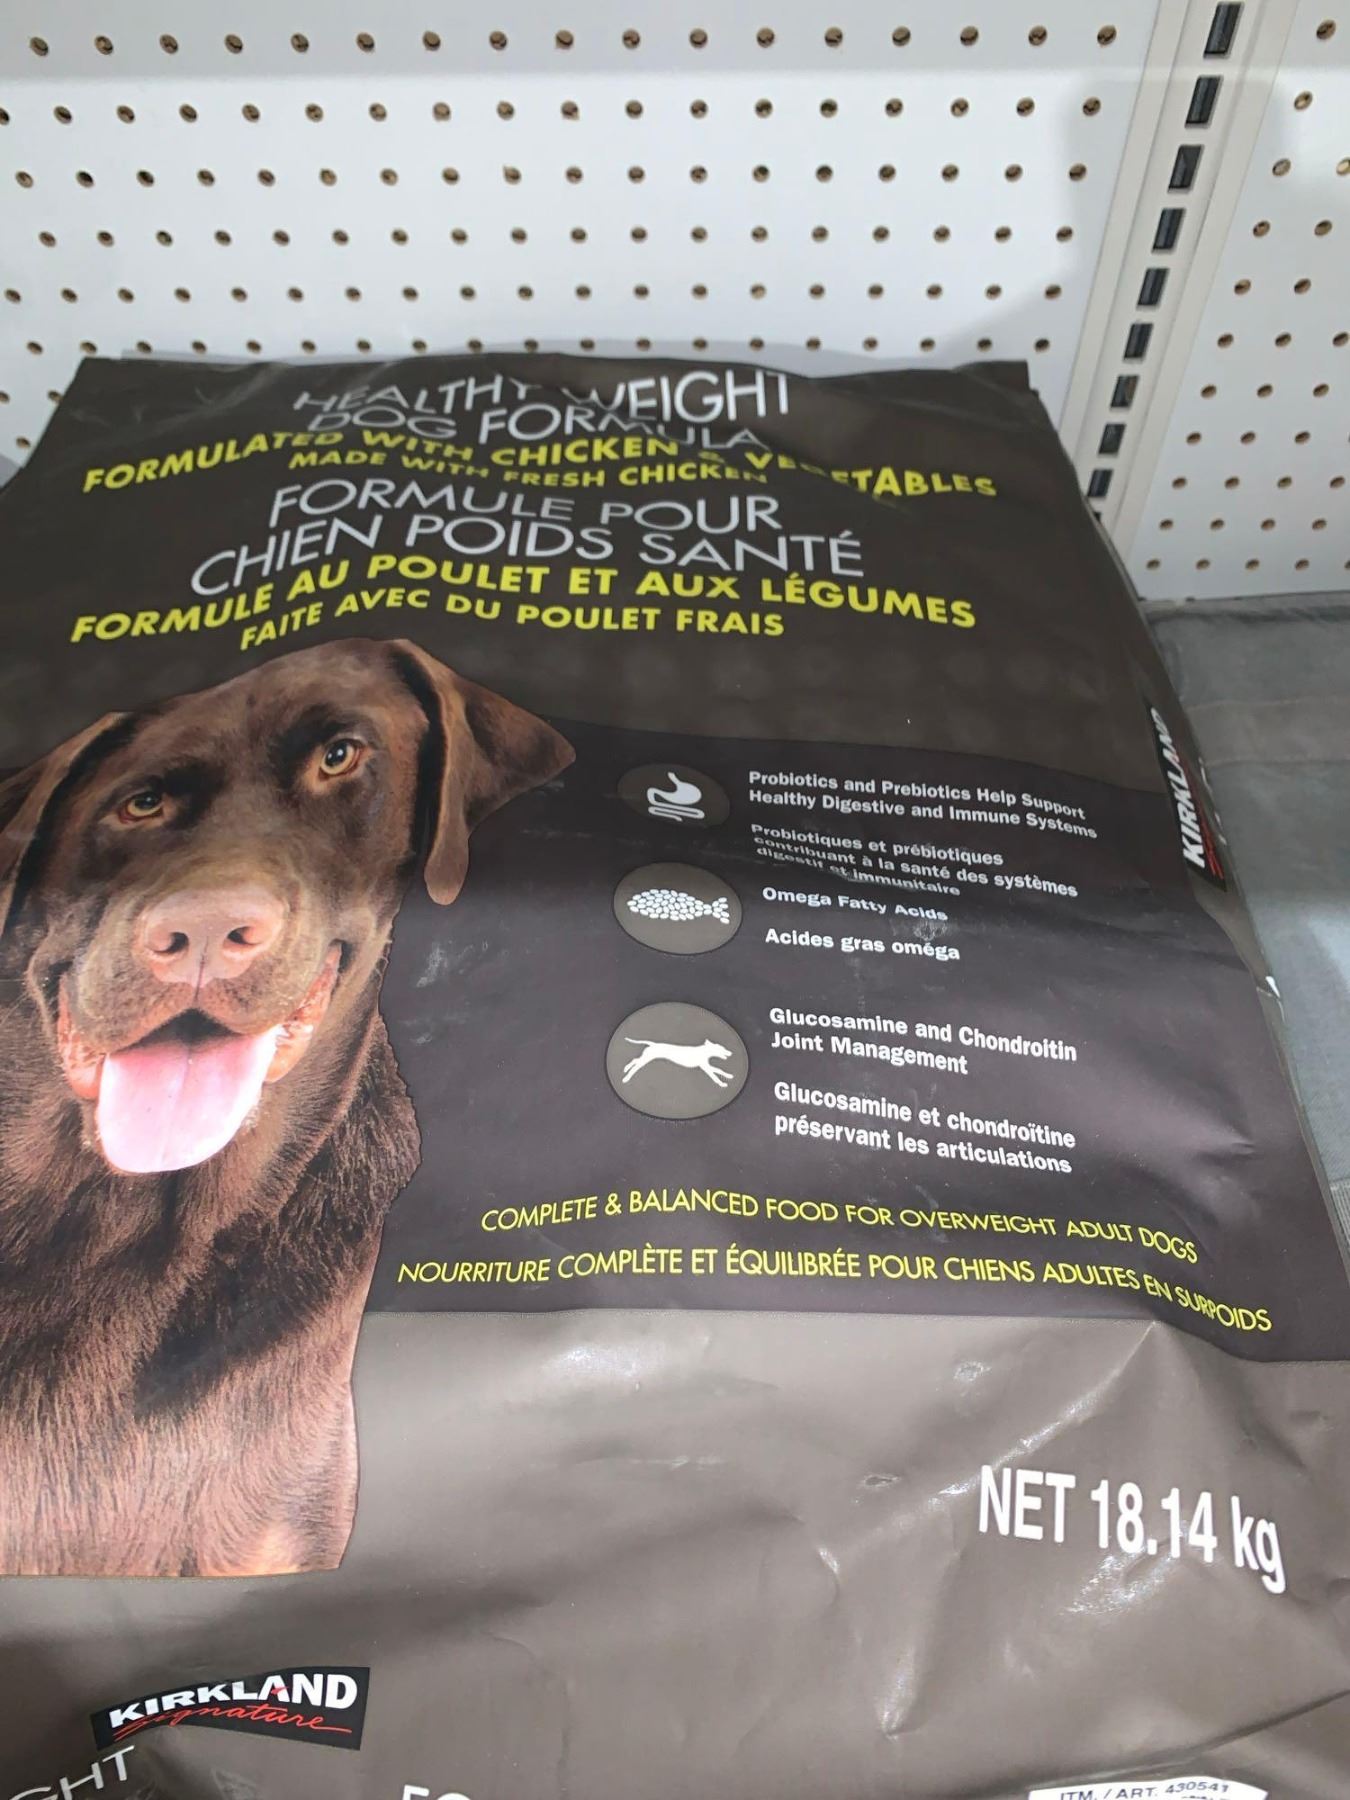 HEALTHY WEIGHT
DOG FORMULA
FORMULATED WITH CHICKEN & VEGETABLES
MADE WITH FRESH CHICKEN
FORMULE POUR
CHIEN POIDS SANTÉ
FORMULE AU POULET ET AUX LÉGUMES
FAITE AVEC DU POULET FRAIS
Probiotics and Prebiotics Help Support
Healthy Digestive and Immune Systems
Probiotiques et prébiotiques
contribuant à la santé des systèmes
digestif et immunitaire
Omega Fatty Acids
Acides gras oméga
Glucosamine and Chondroitin
Joint Management
Glucosamine et chondroïtine
préservant les articulations
COMPLETE & BALANCED FOOD FOR OVERWEIGHT ADULT DOGS
NOURRITURE COMPLÈTE ET ÉQUILIBRÉE POUR CHIENS ADULTES EN SURPOIDS
NET 18.14 kg
KIRKLAND
KIRKLAND
Signature
GHT
ITM. / ART. 430541